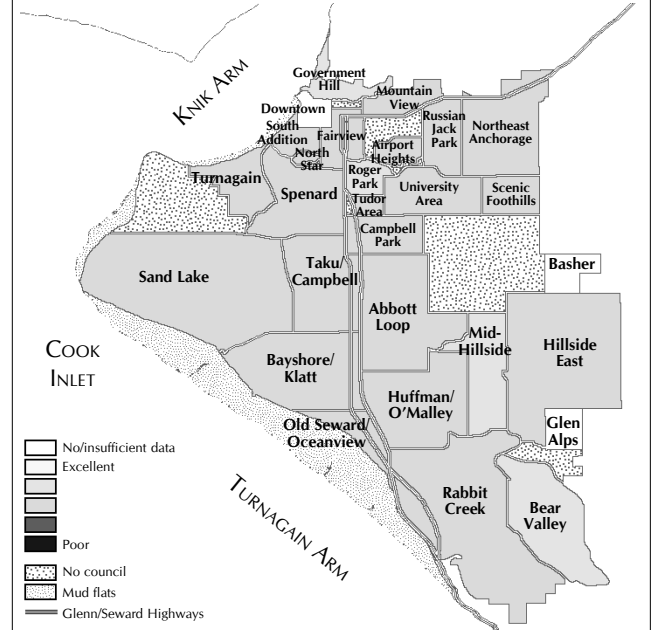 KNIK ARM
Government
Hill
Downtown
Mountain
View
South
Addition
Fairview
Russian
Jack
Park
Northeast
Anchorage
North
Star
Airport
Heights
Turnagain
Spenard
Roger
Park
Tudor
Area
University
Area
Scenic
Foothills
Campbell
Park
Sand Lake
Taku/
Campbell
Basher
Abbott
Loop
Mid-
Hillside
Hillside
East
COOK
INLET
Bayshore/
Klatt
Huffman/
O'Malley
Old Seward/
Oceanview
Glen
Alps
Rabbit
Creek
Bear
Valley
TURNAGAIN ARM
No/insufficient data
Excellent
Poor
No council
Mud flats
Glenn/Seward Highways